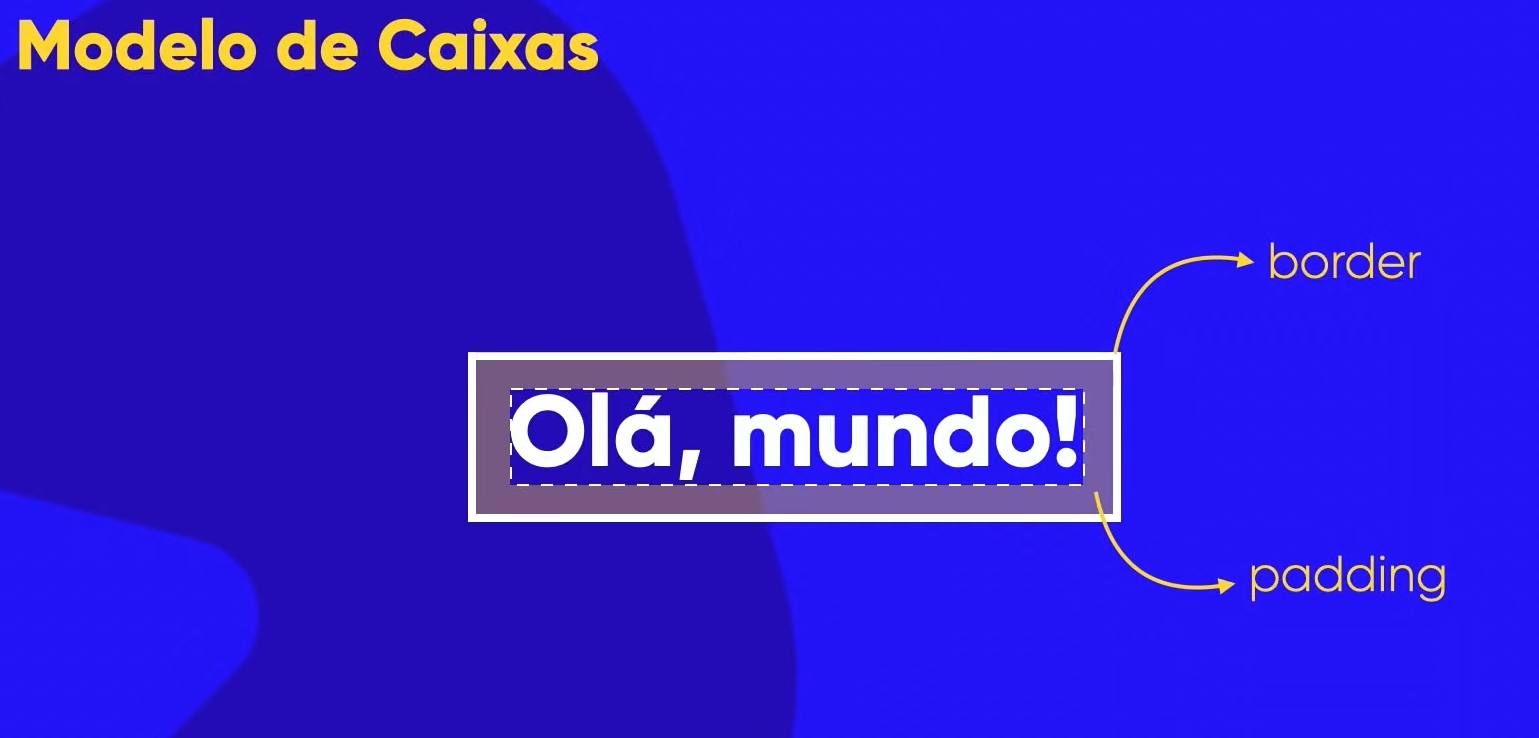 Modelo de Caixas
border
Olá, mundo!
padding